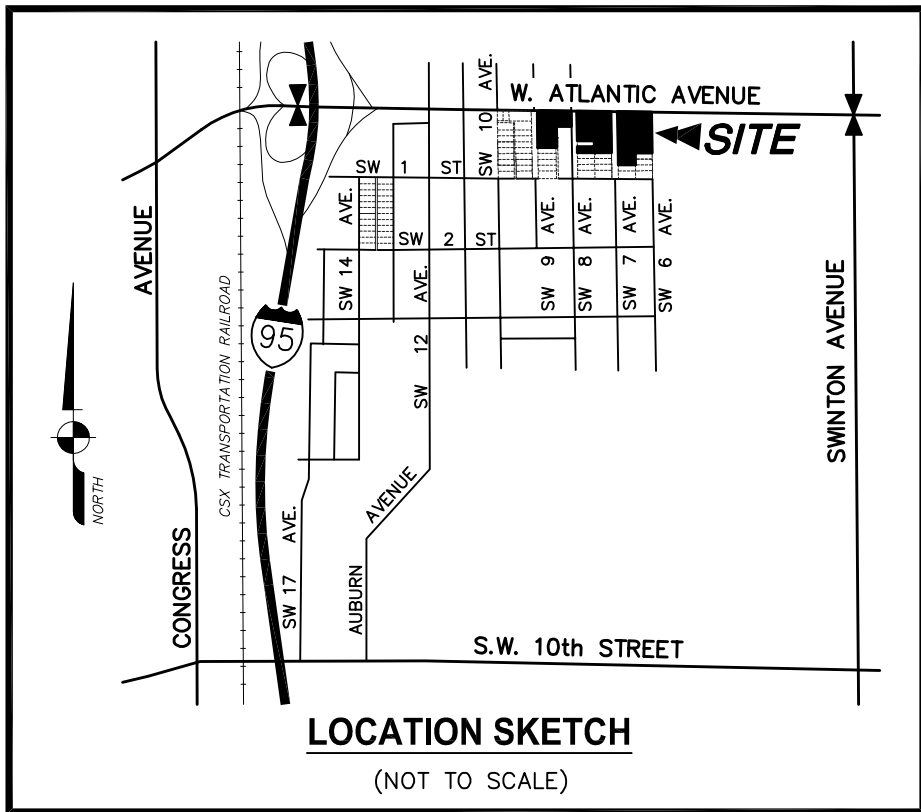 W. ATLANTIC AVENUE
SITE
SW 10 AVE.
SW 1 ST
SW 2 ST
SW 14 AVE.
SW 12 AVE.
SW 9 AVE.
SW 8 AVE.
SW 7 AVE.
SW 6 AVE.
CONGRESS AVENUE
CSX TRANSPORTATION RAILROAD
95
SWINTON AVENUE
NORTH
SW 17 AVE.
AUBURN AVENUE
S.W. 10th STREET
LOCATION SKETCH
(NOT TO SCALE)